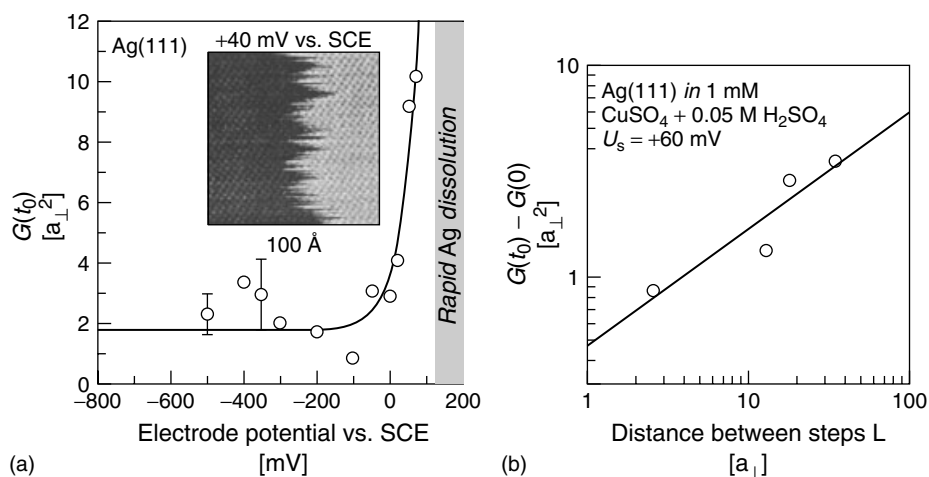 12
10
8
6
4
2
0
G(t₀)
[a⊥²]
Ag(111)
+40 mV vs. SCE
100 Å
Rapid Ag dissolution
−800
−600
−400
−200
0
200
Electrode potential vs. SCE
[mV]
(a)
10
1
G(t₀) − G(0)
[a⊥²]
Ag(111) in 1 mM
CuSO₄ + 0.05 M H₂SO₄
Uₛ = +60 mV
1
10
100
Distance between steps L
[a⊥]
(b)